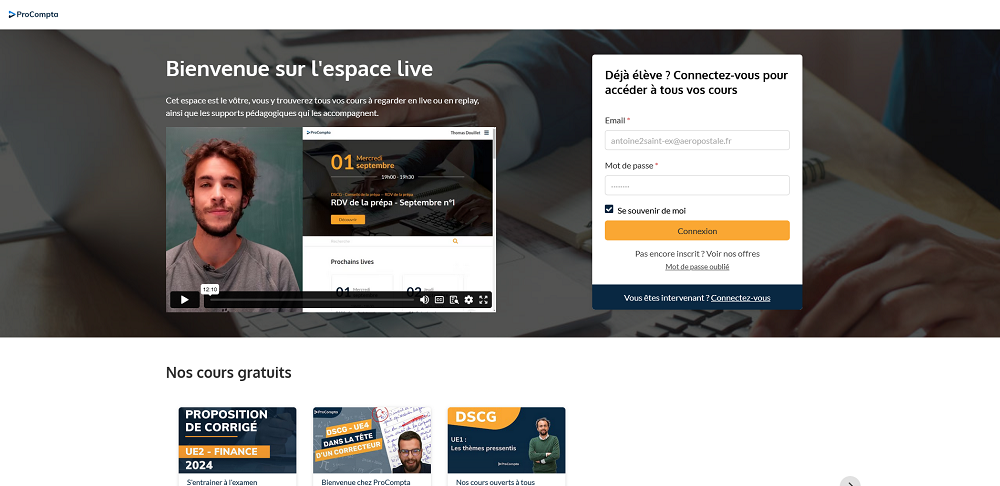 ProCompta
Bienvenue sur l'espace live
Cet espace est le vôtre, vous y trouverez tous vos cours à regarder en live ou en replay,
ainsi que les supports pédagogiques qui les accompagnent.
ProCompta
Thomas Douillet
01 Mercredi
septembre
19h00 - 19h30
DSCG - Conseils de la prépa - RDV de la prépa
RDV de la prépa - Septembre n°1
Découvrir
Recherche
Prochains lives
01 Mercredi
02 Jeudi
12:10
Déjà élève ? Connectez-vous pour
accéder à tous vos cours
Email *
antoine2saint-ex@aeropostale.fr
Mot de passe *
........
Se souvenir de moi
Connexion
Pas encore inscrit ? Voir nos offres
Mot de passe oublié
Vous êtes intervenant ? Connectez-vous
Nos cours gratuits
PROPOSITION
DE CORRIGÉ
UE2 - FINANCE
2024
S'entrainer à l'examen
ProCompta
DSCG - UE4
DANS LA TÊTE
D'UN CORRECTEUR
Bienvenue chez ProCompta
DSCG
UE1 :
Les thèmes pressentis
ProCompta
Nos cours ouverts à tous